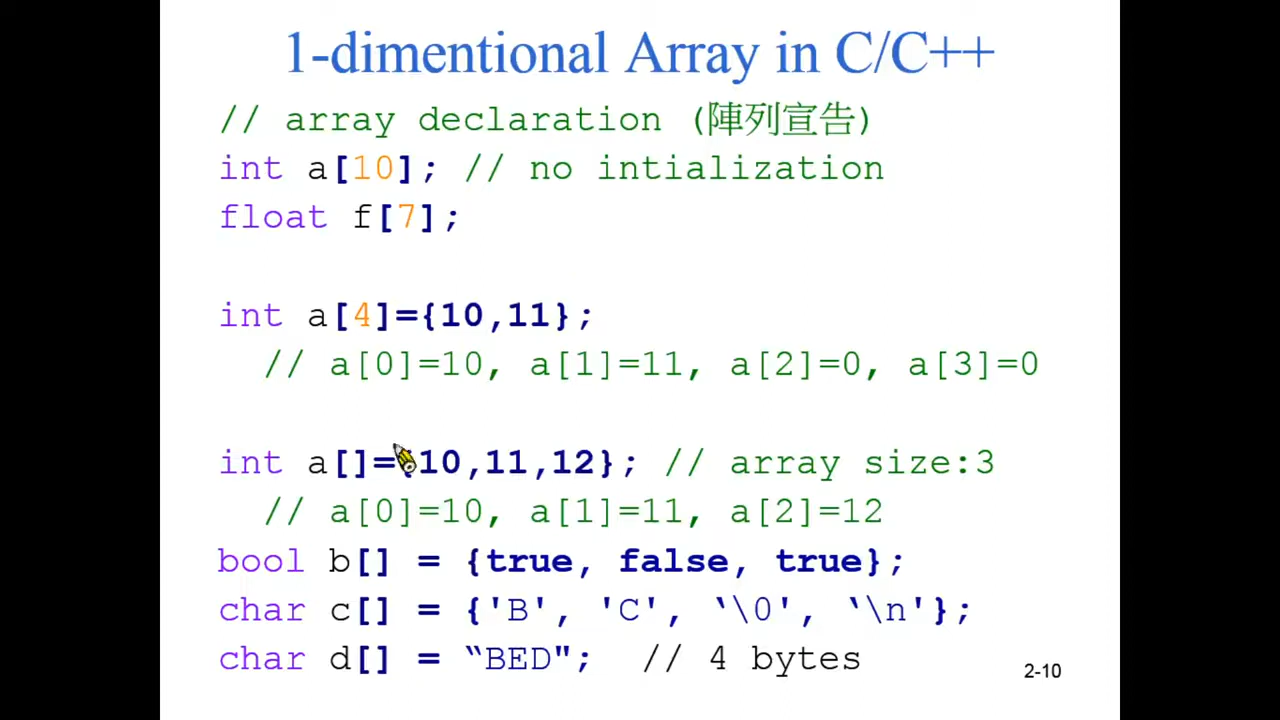 1-dimentional Array in C/C++
// array declaration (陣列宣告)
int a[10]; // no intialization
float f[7];
int a[4]={10,11};
// a[0]=10, a[1]=11, a[2]=0, a[3]=0
int a[]={10,11,12}; // array size:3
// a[0]=10, a[1]=11, a[2]=12
bool b[] = {true, false, true};
char c[] = {'B', 'C', ‘\0', ‘\n'};
char d[] = “BED"; // 4 bytes
2-10